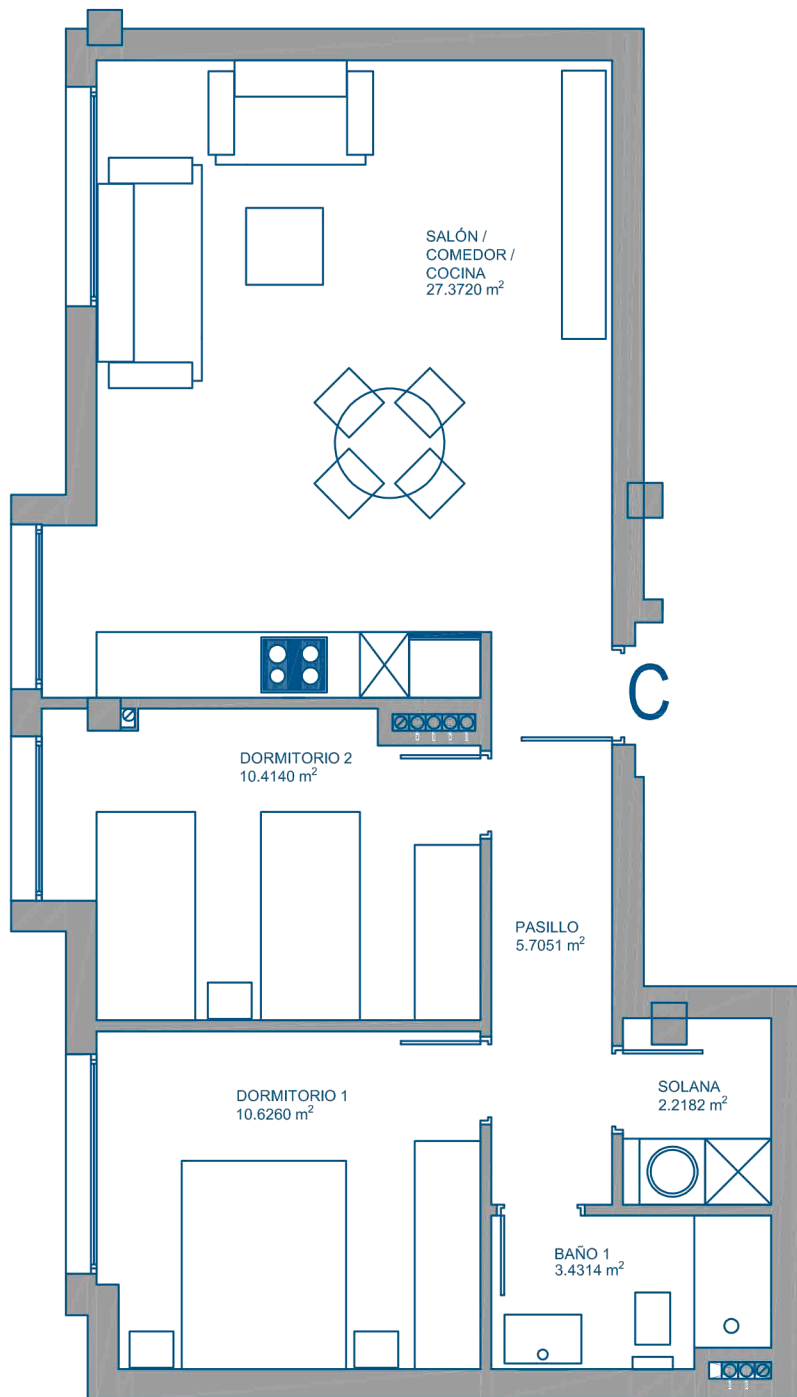 SALÓN /
COMEDOR /
COCINA
27.3720 m²
C
DORMITORIO 2
10.4140 m²
PASILLO
5.7051 m²
DORMITORIO 1
10.6260 m²
SOLANA
2.2182 m²
BAÑO 1
3.4314 m²